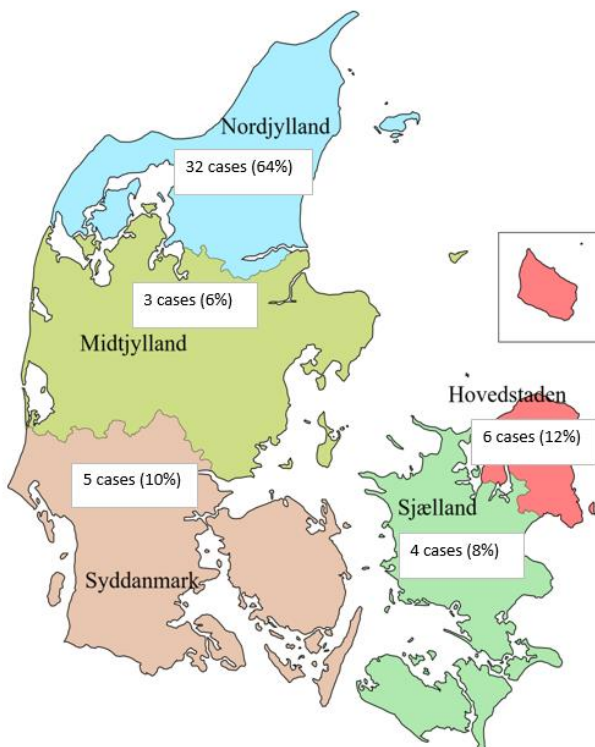 Nordjylland
32 cases (64%)
3 cases (6%)
Midtjylland
Hovedstaden
6 cases (12%)
5 cases (10%)
Sjælland
4 cases (8%)
Syddanmark